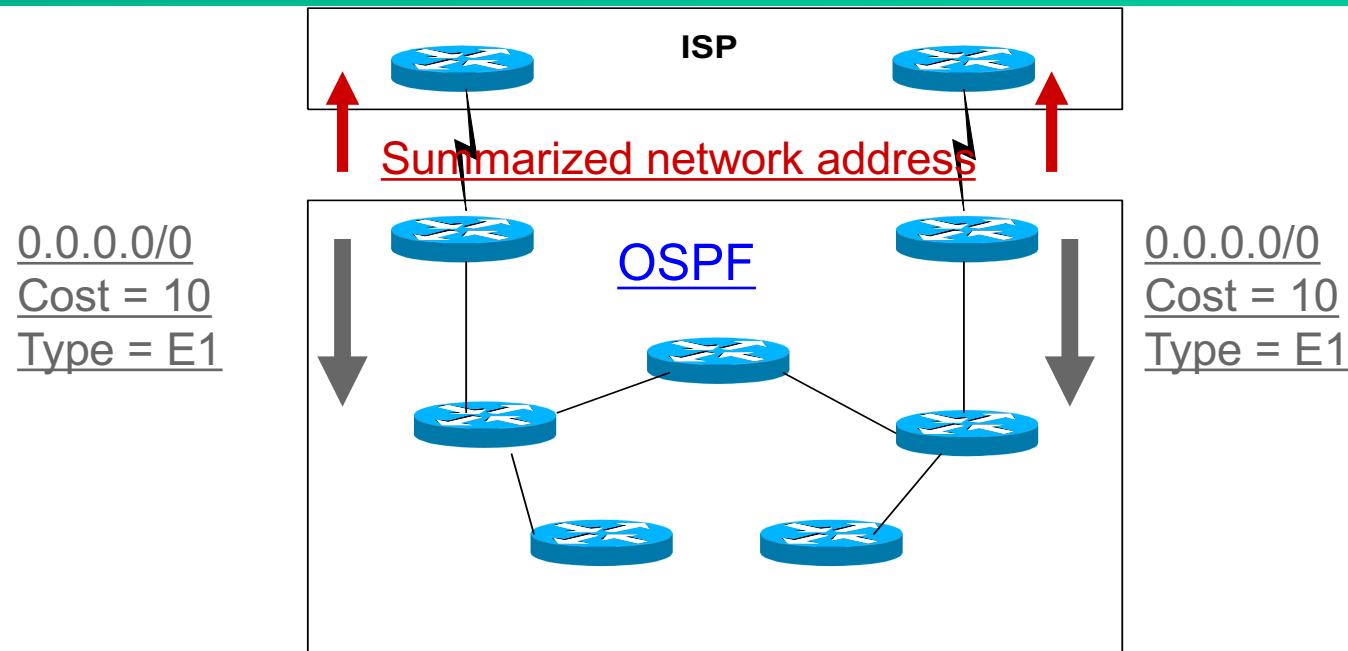 ISP
Summarized network address
0.0.0.0/0
Cost = 10
Type = E1
OSPF
0.0.0.0/0
Cost = 10
Type = E1